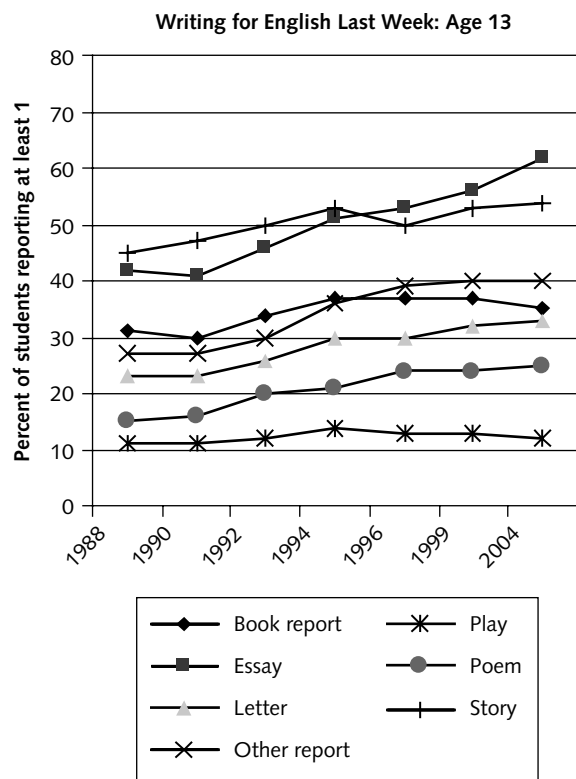 Writing for English Last Week: Age 13
Percent of students reporting at least 1
80
70
60
50
40
30
20
10
0
1988
1990
1992
1994
1996
1999
2004
Book report
Play
Essay
Poem
Letter
Story
Other report